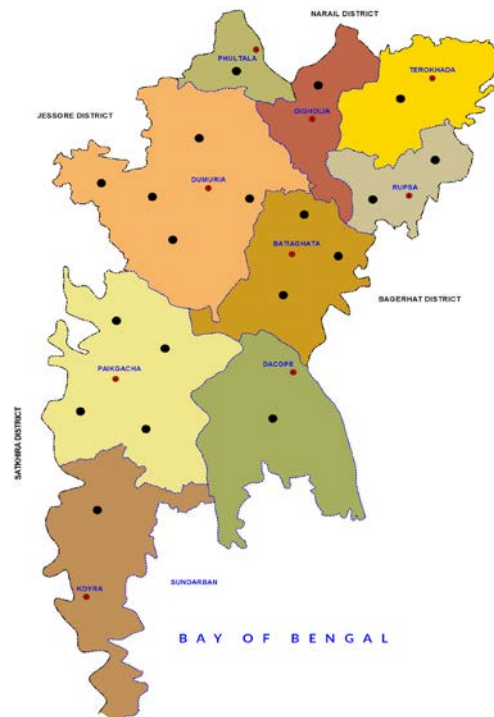 NARAIL DISTRICT
PHULTALA
TEROKHADA
JESSORE DISTRICT
DIGHOLIA
DUMURIA
RUPSA
BATIAGHATA
BAGERHAT DISTRICT
DACOPE
PAIKGACHA
SATKHIRA DISTRICT
SUNDARBAN
KOYRA
BAY OF BENGAL